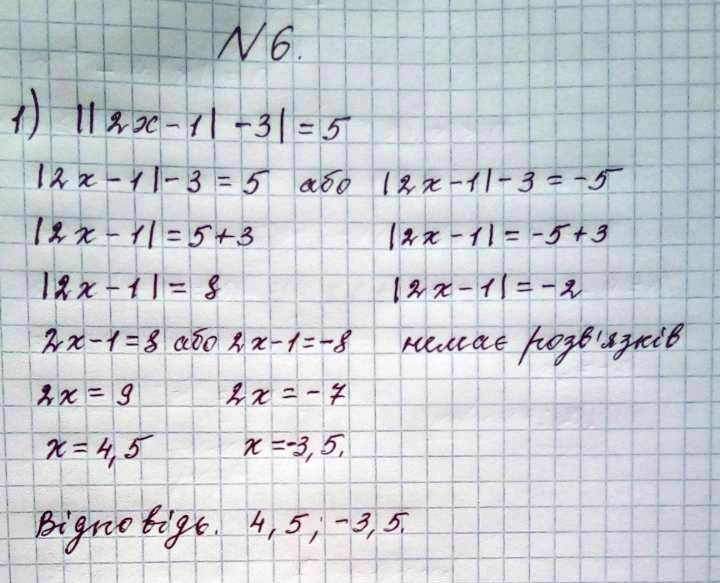 N 6.
1) ||2x-1|-3|=5
|2x-1|-3=5 або |2x-1|-3=-5
|2x-1|=5+3 |2x-1|=-5+3
|2x-1|=8 |2x-1|=-2
2x-1=8 або 2x-1=-8 немає розв'язків
2x=9 2x=-7
x=4,5 x=-3,5.
Відповідь. 4,5; -3,5.